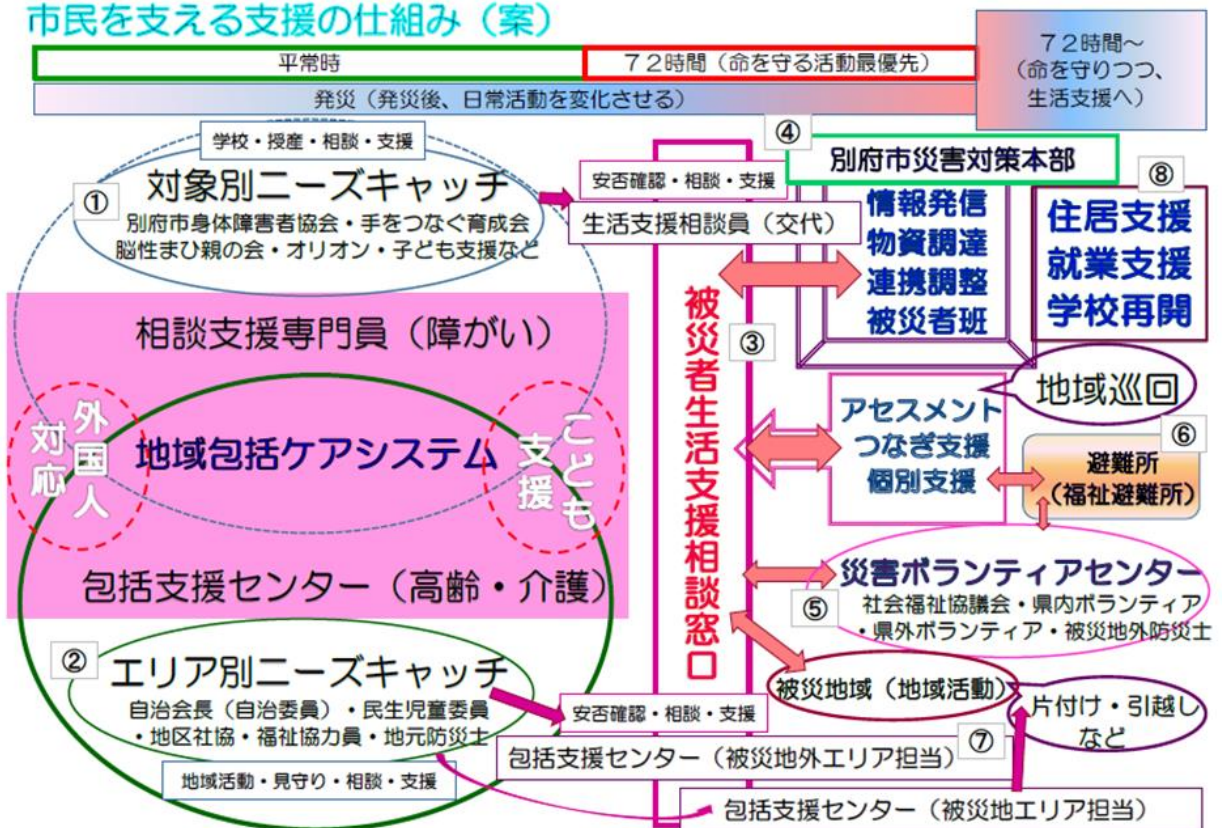 市民を支える支援の仕組み（案）
平常時
７２時間（命を守る活動最優先）
７２時間～
（命を守りつつ、
生活支援へ）
発災（発災後、日常活動を変化させる）
学校・授産・相談・支援
①
対象別ニーズキャッチ
別府市身体障害者協会・手をつなぐ育成会
脳性まひ親の会・オリオン・子ども支援など
安否確認・相談・支援
生活支援相談員（交代）
④
別府市災害対策本部
情報発信
物資調達
連携調整
被災者班
⑧
住居支援
就業支援
学校再開
相談支援専門員（障がい）
外国人
対応
地域包括ケアシステム
こども
支援
包括支援センター（高齢・介護）
被災者生活支援相談窓口
③
地域巡回
アセスメント
つなぎ支援
個別支援
⑥
避難所
（福祉避難所）
災害ボランティアセンター
⑤
社会福祉協議会・県内ボランティア
・県外ボランティア・被災地外防災士
②
エリア別ニーズキャッチ
自治会長（自治委員）・民生児童委員
・地区社協・福祉協力員・地元防災士
地域活動・見守り・相談・支援
安否確認・相談・支援
被災地域（地域活動）
片付け・引越し
など
包括支援センター（被災地外エリア担当）
⑦
包括支援センター（被災地エリア担当）